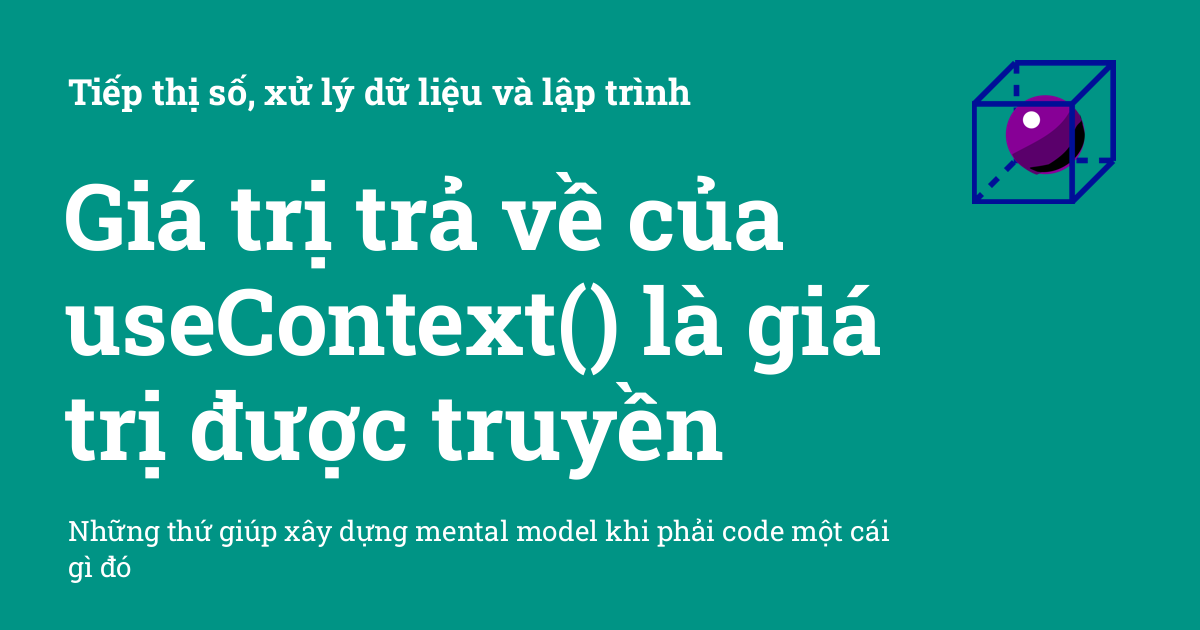 Tiếp thị số, xử lý dữ liệu và lập trình
Giá trị trả về của
useContext() là giá
trị được truyền
Những thứ giúp xây dựng mental model khi phải code một cái
gì đó